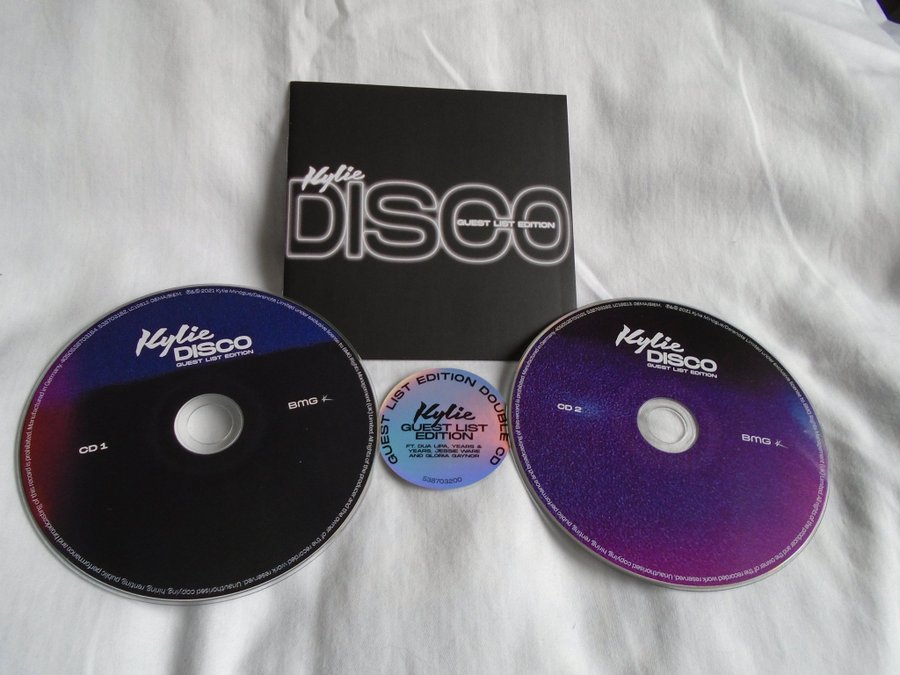 Kylie
DISCO
GUEST LIST EDITION
Kylie
DISCO
GUEST LIST EDITION
CD 1
BMG
GUEST LIST EDITION DOUBLE CD
Kylie
GUEST LIST
EDITION
FT. DUA LIPA, YEARS &
YEARS, JESSIE WARE
AND GLORIA GAYNOR
538703200
Kylie
DISCO
GUEST LIST EDITION
CD 2
BMG